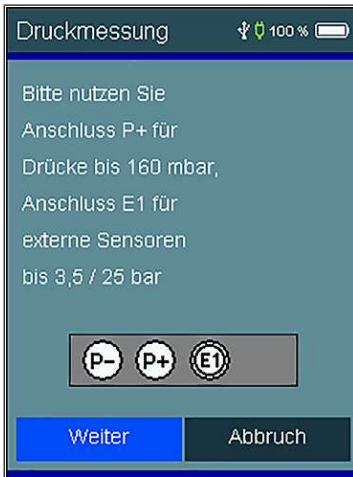 Druckmessung 100 %
Bitte nutzen Sie
Anschluss P+ für
Drücke bis 160 mbar,
Anschluss E1 für
externe Sensoren
bis 3,5 / 25 bar
P- P+ E1
Weiter Abbruch